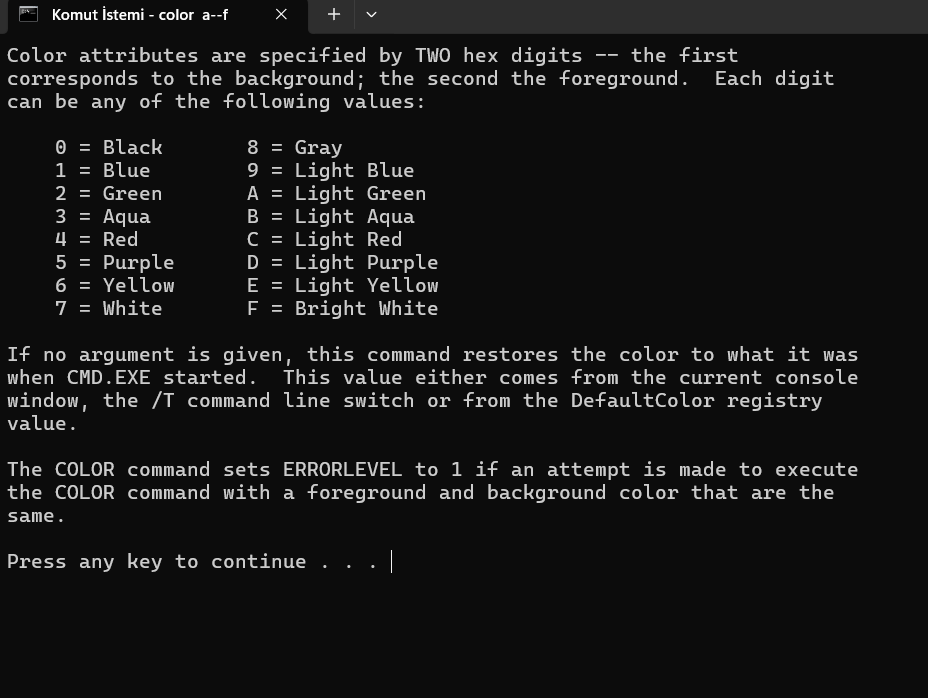 Komut İstemi - color  a--f
Color attributes are specified by TWO hex digits -- the first
corresponds to the background; the second the foreground.  Each digit
can be any of the following values:
0 = Black       8 = Gray
1 = Blue        9 = Light Blue
2 = Green       A = Light Green
3 = Aqua        B = Light Aqua
4 = Red         C = Light Red
5 = Purple      D = Light Purple
6 = Yellow      E = Light Yellow
7 = White       F = Bright White
If no argument is given, this command restores the color to what it was
when CMD.EXE started.  This value either comes from the current console
window, the /T command line switch or from the DefaultColor registry
value.
The COLOR command sets ERRORLEVEL to 1 if an attempt is made to execute
the COLOR command with a foreground and background color that are the
same.
Press any key to continue . . .